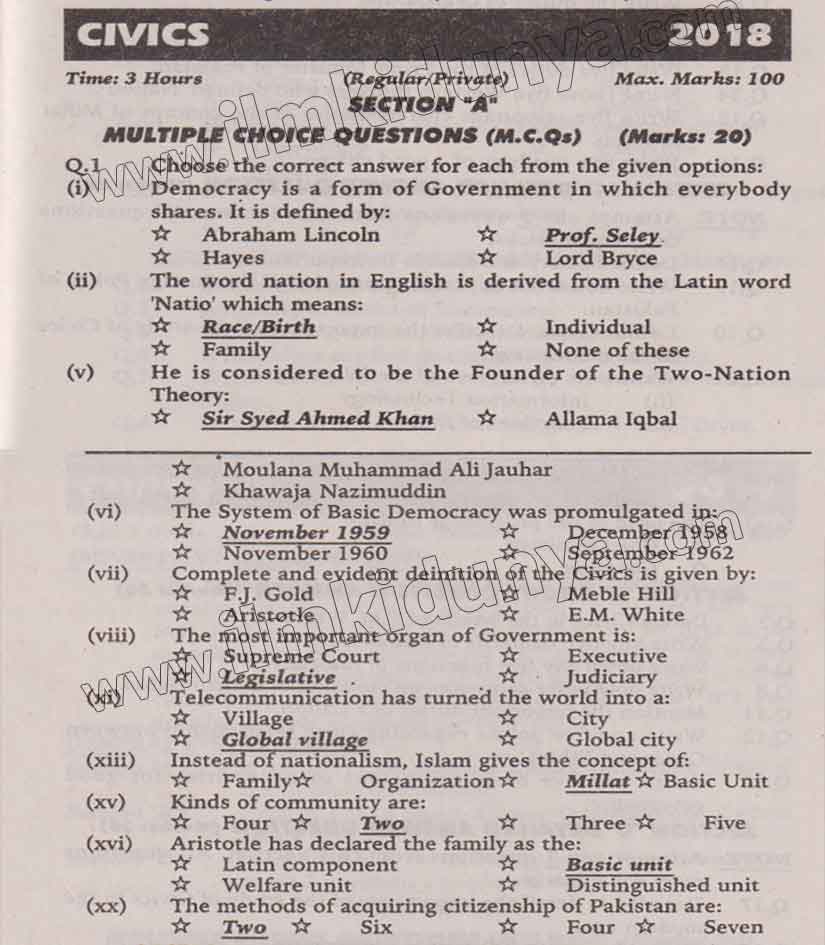 CIVICS 2018
Time: 3 Hours (Regular/Private) Max. Marks: 100
SECTION "A"
MULTIPLE CHOICE QUESTIONS (M.C.Qs) (Marks: 20)
Q.1 Choose the correct answer for each from the given options:
(i) Democracy is a form of Government in which everybody
shares. It is defined by:
☆ Abraham Lincoln ☆ Prof. Seley
☆ Hayes ☆ Lord Bryce
(ii) The word nation in English is derived from the Latin word
'Natio' which means:
☆ Race/Birth ☆ Individual
☆ Family ☆ None of these
(v) He is considered to be the Founder of the Two-Nation
Theory:
☆ Sir Syed Ahmed Khan ☆ Allama Iqbal
☆ Moulana Muhammad Ali Jauhar
☆ Khawaja Nazimuddin
(vi) The System of Basic Democracy was promulgated in:
☆ November 1959 ☆ December 1958
☆ November 1960 ☆ September 1962
(vii) Complete and evident deinition of the Civics is given by:
☆ F.J. Gold ☆ Meble Hill
☆ Aristotle ☆ E.M. White
(viii) The most important organ of Government is:
☆ Supreme Court ☆ Executive
☆ Legislative . ☆ Judiciary
(xi) Telecommunication has turned the world into a:
☆ Village ☆ City
☆ Global village ☆ Global city
(xiii) Instead of nationalism, Islam gives the concept of:
☆ Family ☆ Organization ☆ Millat ☆ Basic Unit
(xv) Kinds of community are:
☆ Four ☆ Two ☆ Three ☆ Five
(xvi) Aristotle has declared the family as the:
☆ Latin component ☆ Basic unit
☆ Welfare unit ☆ Distinguished unit
(xx) The methods of acquiring citizenship of Pakistan are:
☆ Two ☆ Six ☆ Four ☆ Seven
www.ilmkidunya.com
www.ilmkidunya.com